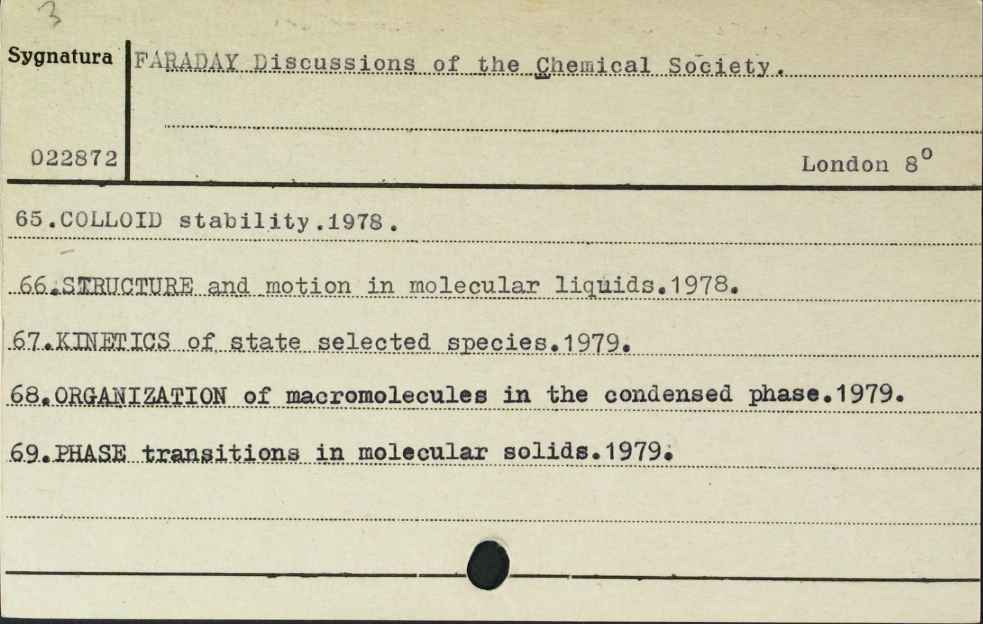 3
Sygnatura FARADAY Discussions of the Chemical Society.
022872 London 8°
65.COLLOID stability.1978.
66.STRUCTURE and motion in molecular liquids.1978.
67.KINETICS of state selected species.1979.
68.ORGANIZATION of macromolecules in the condensed phase.1979.
69.PHASE transitions in molecular solids.1979.